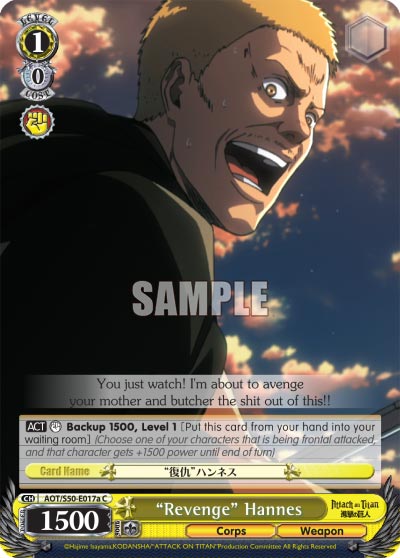 LEVEL
1
0
COST
SAMPLE
You just watch! I'm about to avenge
your mother and butcher the shit out of this!!
ACT Backup 1500, Level 1 [Put this card from your hand into your
waiting room] (Choose one of your characters that is being frontal attacked,
and that character gets +1500 power until end of turn)
Card Name
“復仇”ハンネス
CH AOT/S50-E017a C
POWER 1500 SOUL
“Revenge” Hannes
Attack on Titan
進撃の巨人
Corps
Weapon
©Hajime Isayama,KODANSHA/"ATTACK ON TITAN"Production Committee All Rights Reserved